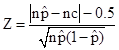 Z = |np̂ − nc| − 0.5 / √np̂(1−p̂)